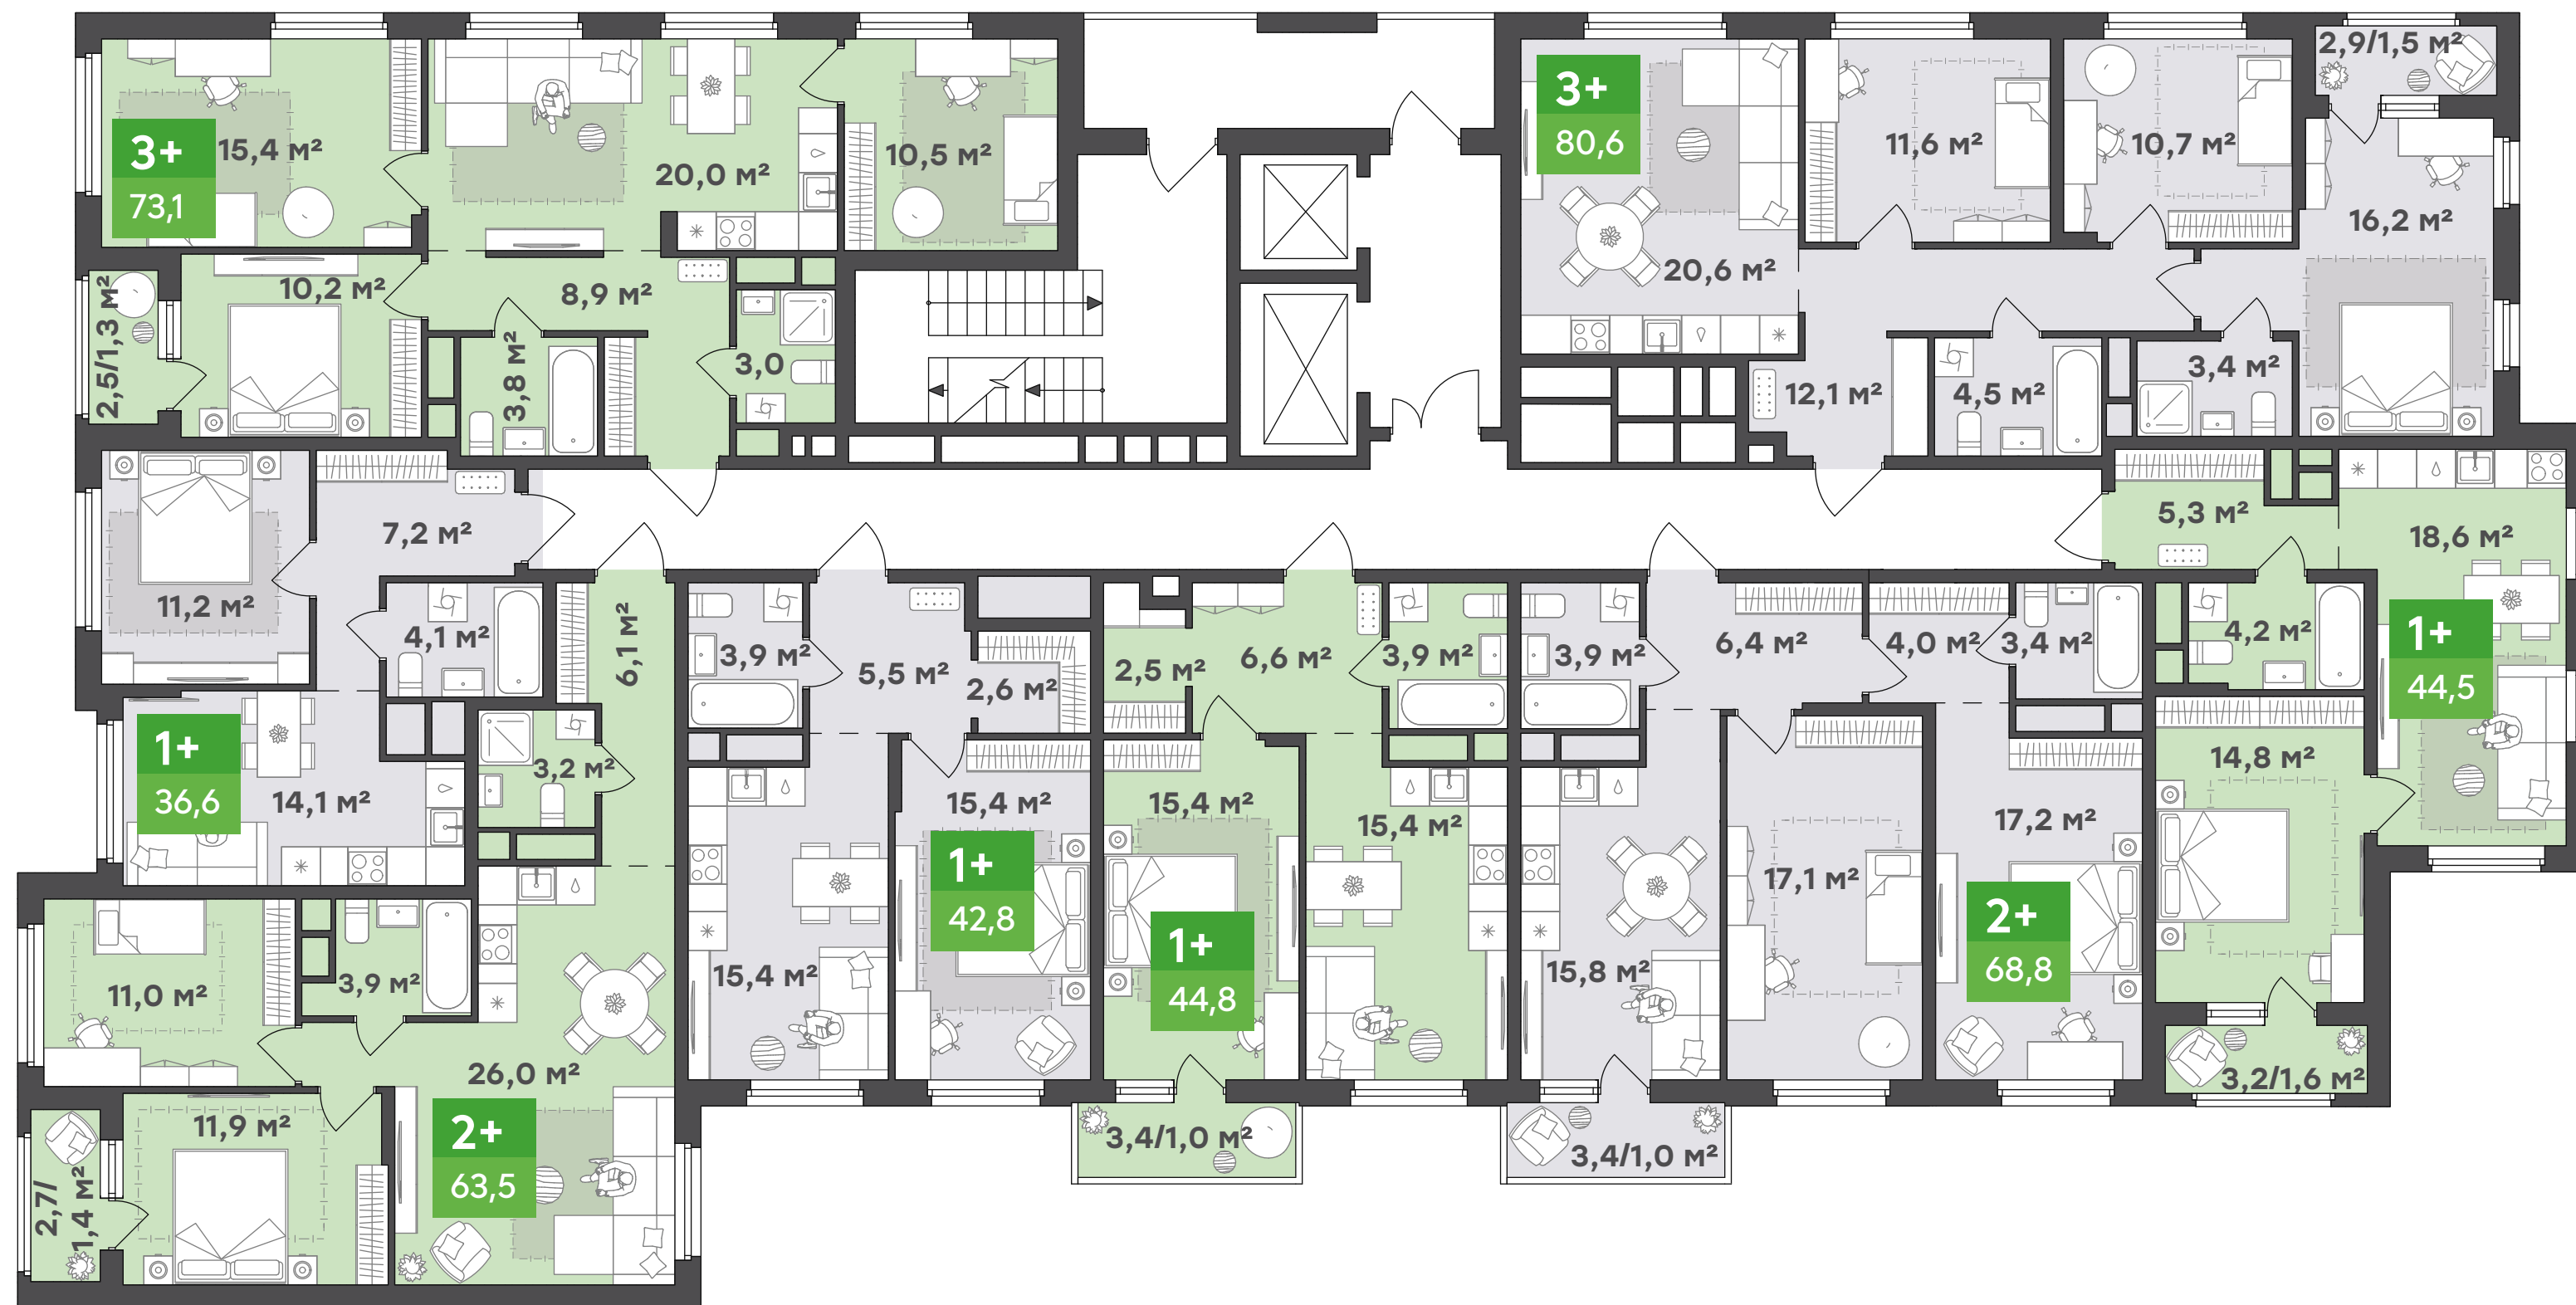 3+
73,1
15,4 м²
20,0 м²
10,5 м²
10,2 м²
2,5/1,3 м²
8,9 м²
3,8 м²
3,0
3+
80,6
20,6 м²
11,6 м²
10,7 м²
2,9/1,5 м²
16,2 м²
12,1 м²
4,5 м²
3,4 м²
11,2 м²
7,2 м²
4,1 м²
1+
36,6
14,1 м²
6,1 м²
3,2 м²
11,0 м²
3,9 м²
26,0 м²
11,9 м²
2,7/
1,4 м²
2+
63,5
3,9 м²
5,5 м²
2,6 м²
15,4 м²
15,4 м²
1+
42,8
2,5 м²
6,6 м²
3,9 м²
15,4 м²
15,4 м²
1+
44,8
3,4/1,0 м²
3,9 м²
6,4 м²
4,0 м²
3,4 м²
15,8 м²
17,1 м²
17,2 м²
2+
68,8
3,4/1,0 м²
5,3 м²
18,6 м²
4,2 м²
1+
44,5
14,8 м²
3,2/1,6 м²